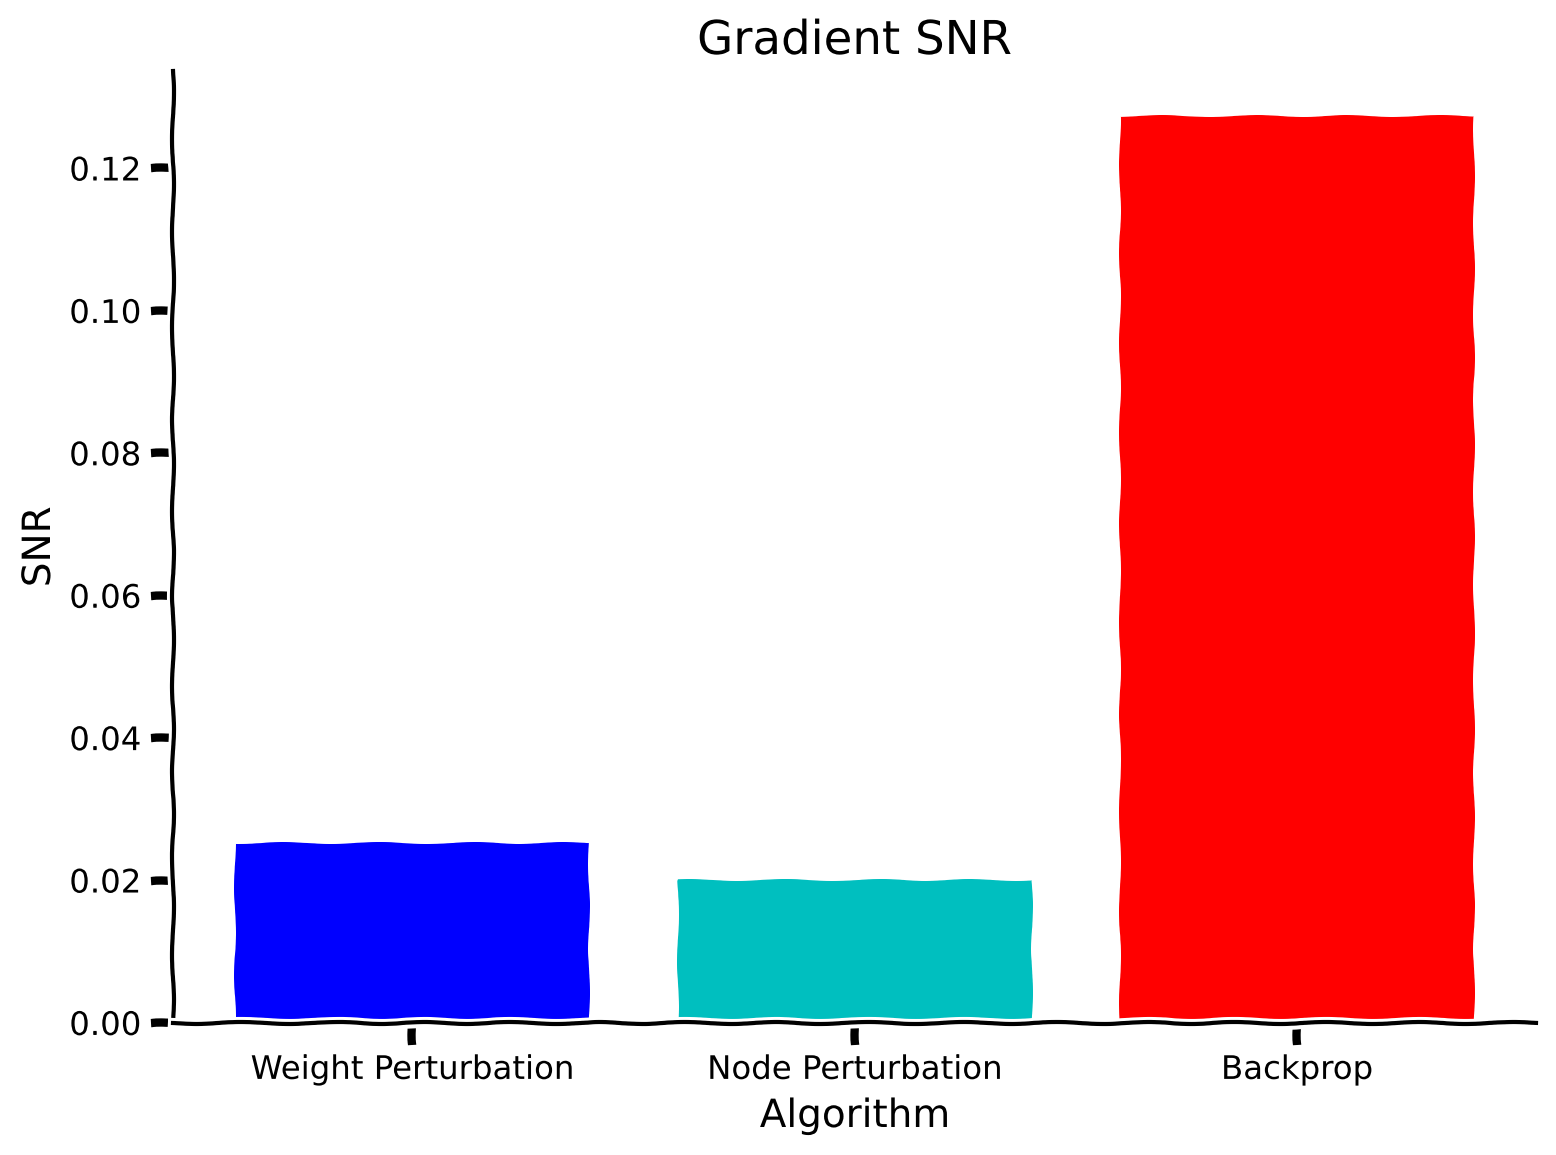 Gradient SNR
0.12
0.10
0.08
0.06
0.04
0.02
0.00
SNR
Weight Perturbation
Node Perturbation
Backprop
Algorithm